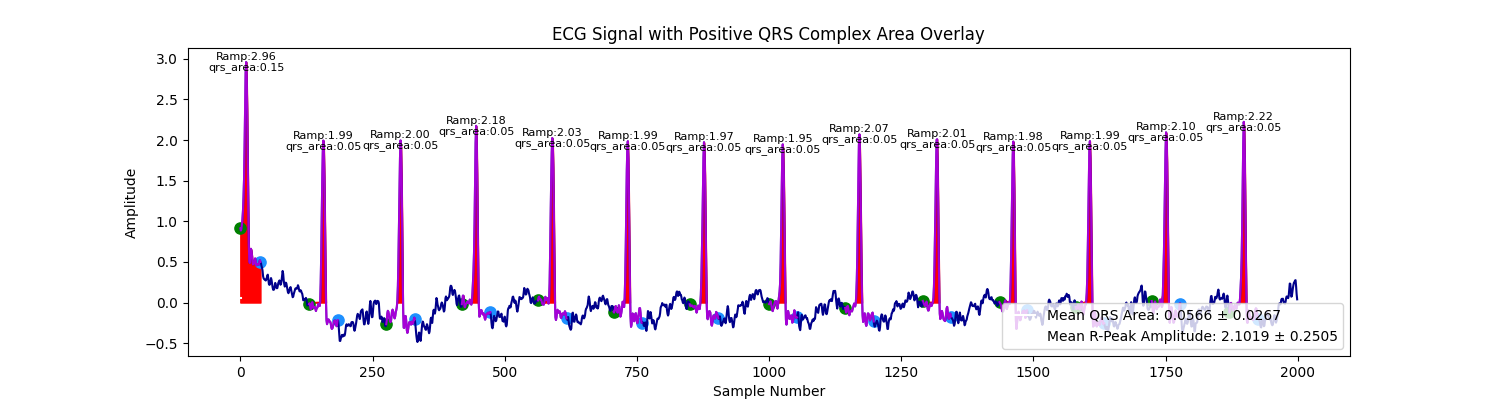 ECG Signal with Positive QRS Complex Area Overlay
Ramp:2.96
qrs_area:0.15
Ramp:1.99
qrs_area:0.05
Ramp:2.00
qrs_area:0.05
Ramp:2.18
qrs_area:0.05
Ramp:2.03
qrs_area:0.05
Ramp:1.99
qrs_area:0.05
Ramp:1.97
qrs_area:0.05
Ramp:1.95
qrs_area:0.05
Ramp:2.07
qrs_area:0.05
Ramp:2.01
qrs_area:0.05
Ramp:1.98
qrs_area:0.05
Ramp:1.99
qrs_area:0.05
Ramp:2.10
qrs_area:0.05
Ramp:2.22
qrs_area:0.05
3.0
2.5
2.0
1.5
1.0
0.5
0.0
−0.5
Amplitude
Mean QRS Area: 0.0566 ± 0.0267
Mean R-Peak Amplitude: 2.1019 ± 0.2505
0
250
500
750
1000
1250
1500
1750
2000
Sample Number